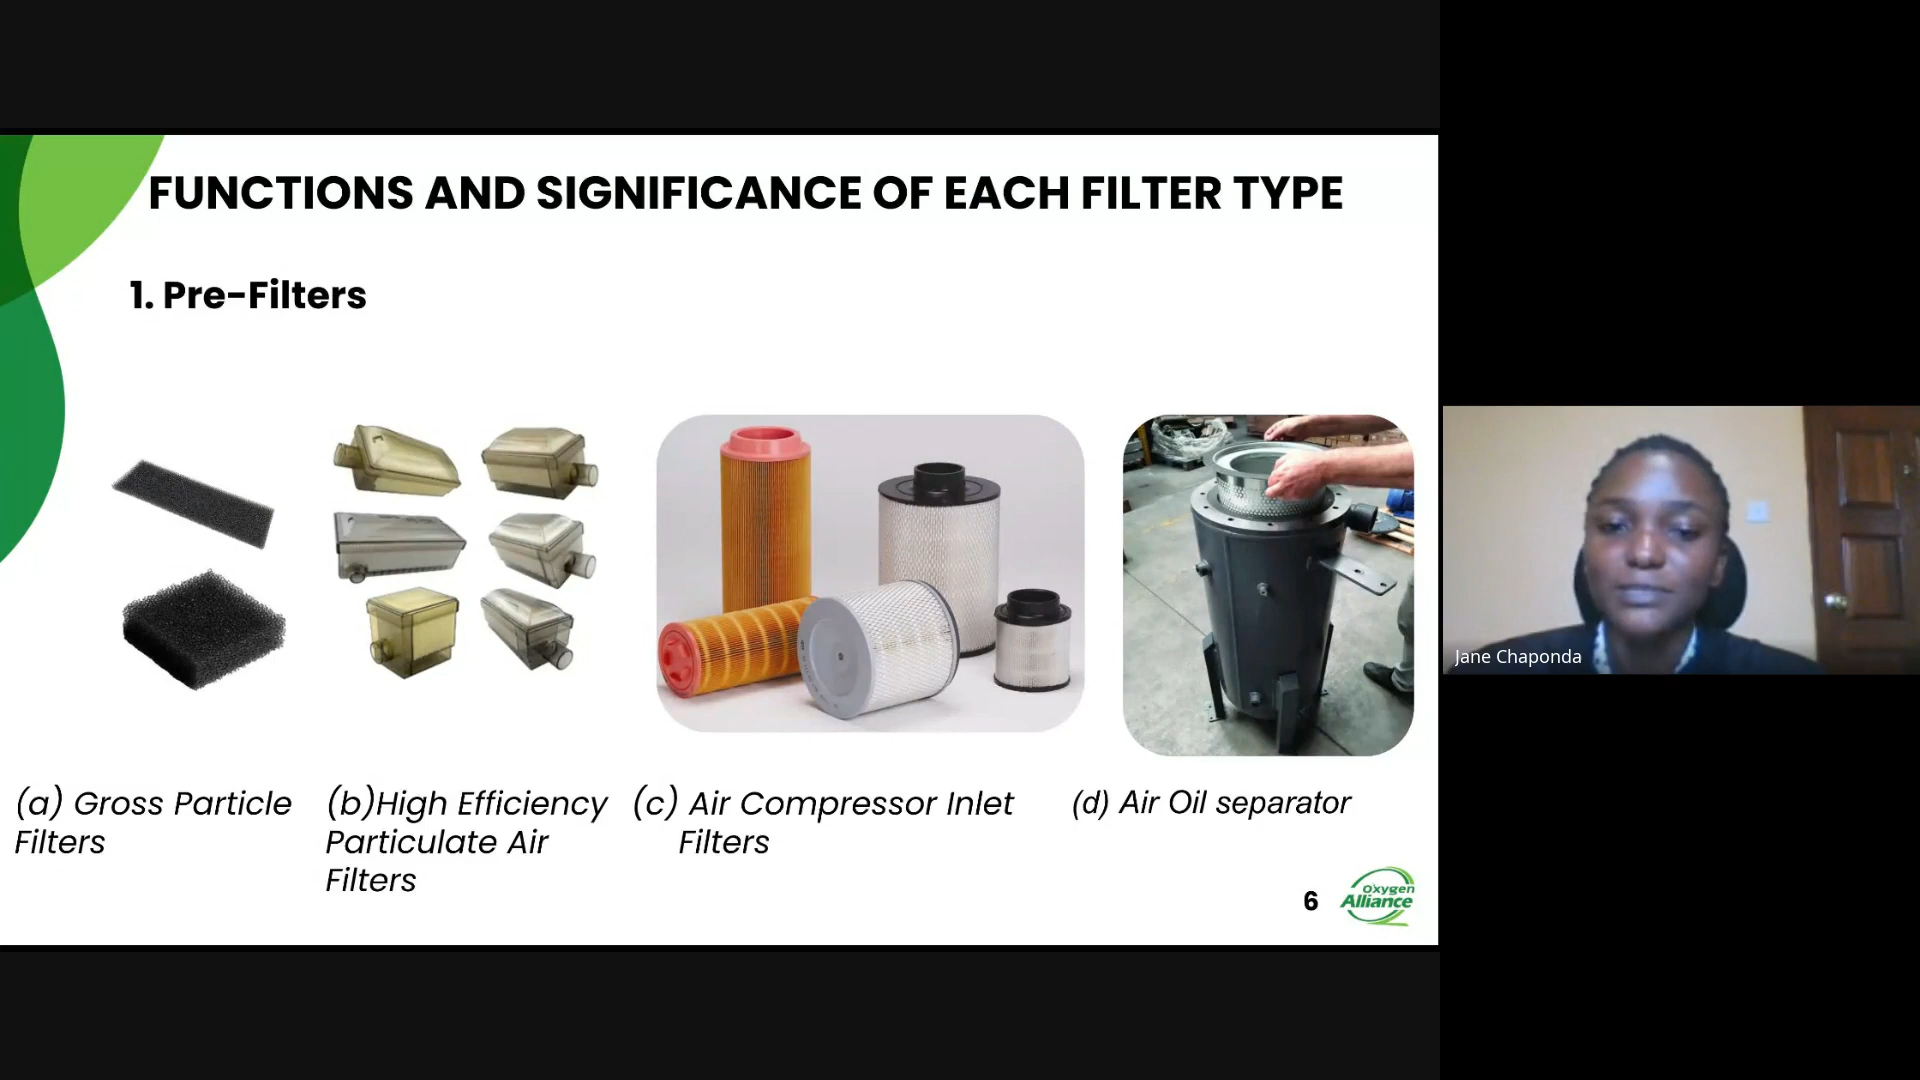 FUNCTIONS AND SIGNIFICANCE OF EACH FILTER TYPE
1. Pre-Filters
(a) Gross Particle
Filters
(b)High Efficiency
Particulate Air
Filters
(c) Air Compressor Inlet
Filters
(d) Air Oil separator
6
Oxygen
Alliance
Jane Chaponda